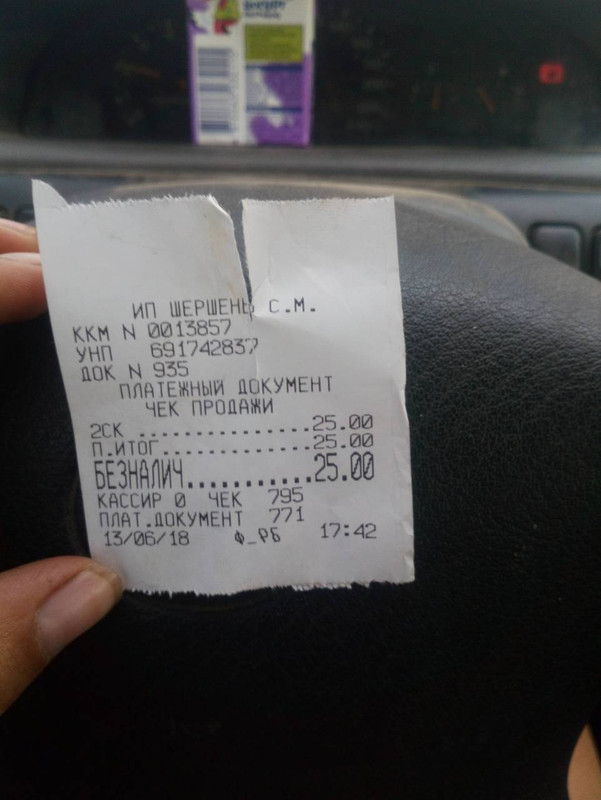 ИП ШЕРШЕНЬ С.М.
ККМ N 0013857
УНП 691742837
ДОК N 935
ПЛАТЕЖНЫЙ ДОКУМЕНТ
ЧЕК ПРОДАЖИ
2СК ..............25.00
П.ИТОГ............25.00
БЕЗНАЛИЧ...........25.00
КАССИР 0 ЧЕК 795
ПЛАТ.ДОКУМЕНТ 771
13/06/18 Ф_РБ 17:42